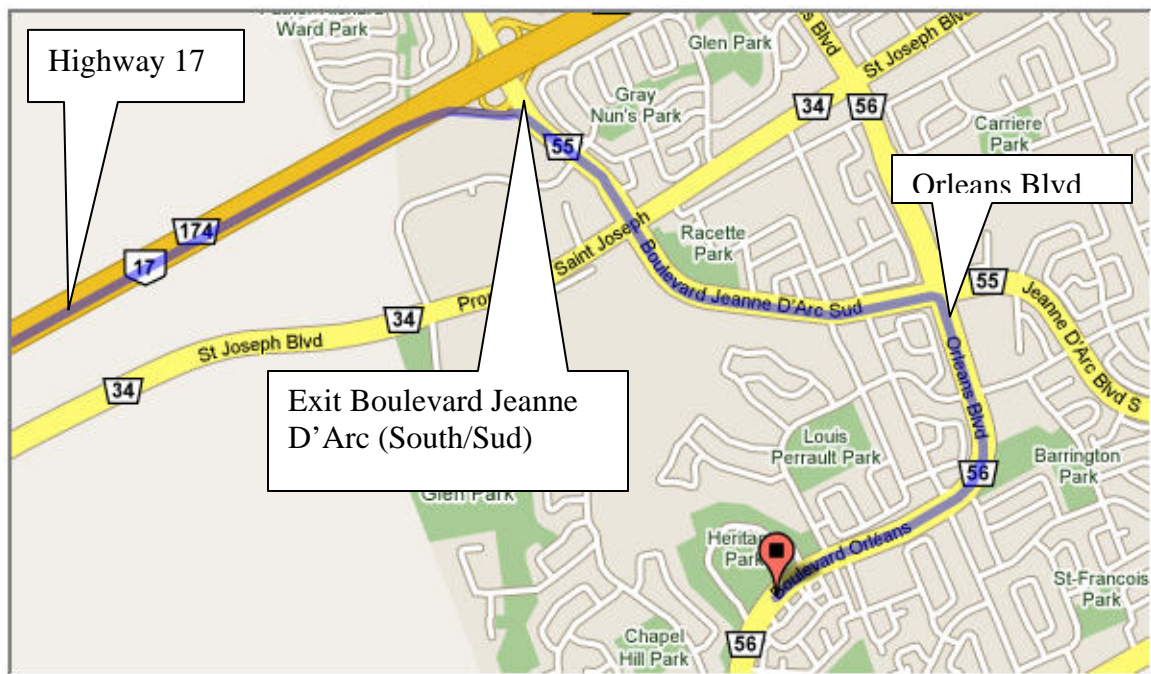 Ward Park
Highway 17
Glen Park
St Joseph Blvd
Blvd
Gray
Nun's Park
34
56
Carriere
Park
55
Orleans Blvd
174
Racette
Park
Saint Joseph
17
Boulevard Jeanne D'Arc Sud
55
Jeanne D'Arc Blvd S
34
St Joseph Blvd
34
Orleans Blvd
Exit Boulevard Jeanne
D'Arc (South/Sud)
Louis
Perrault Park
Barrington
Park
56
Glen Park
Boulevard Orléans
Park
St-Francois
Park
Chapel
Hill Park
56